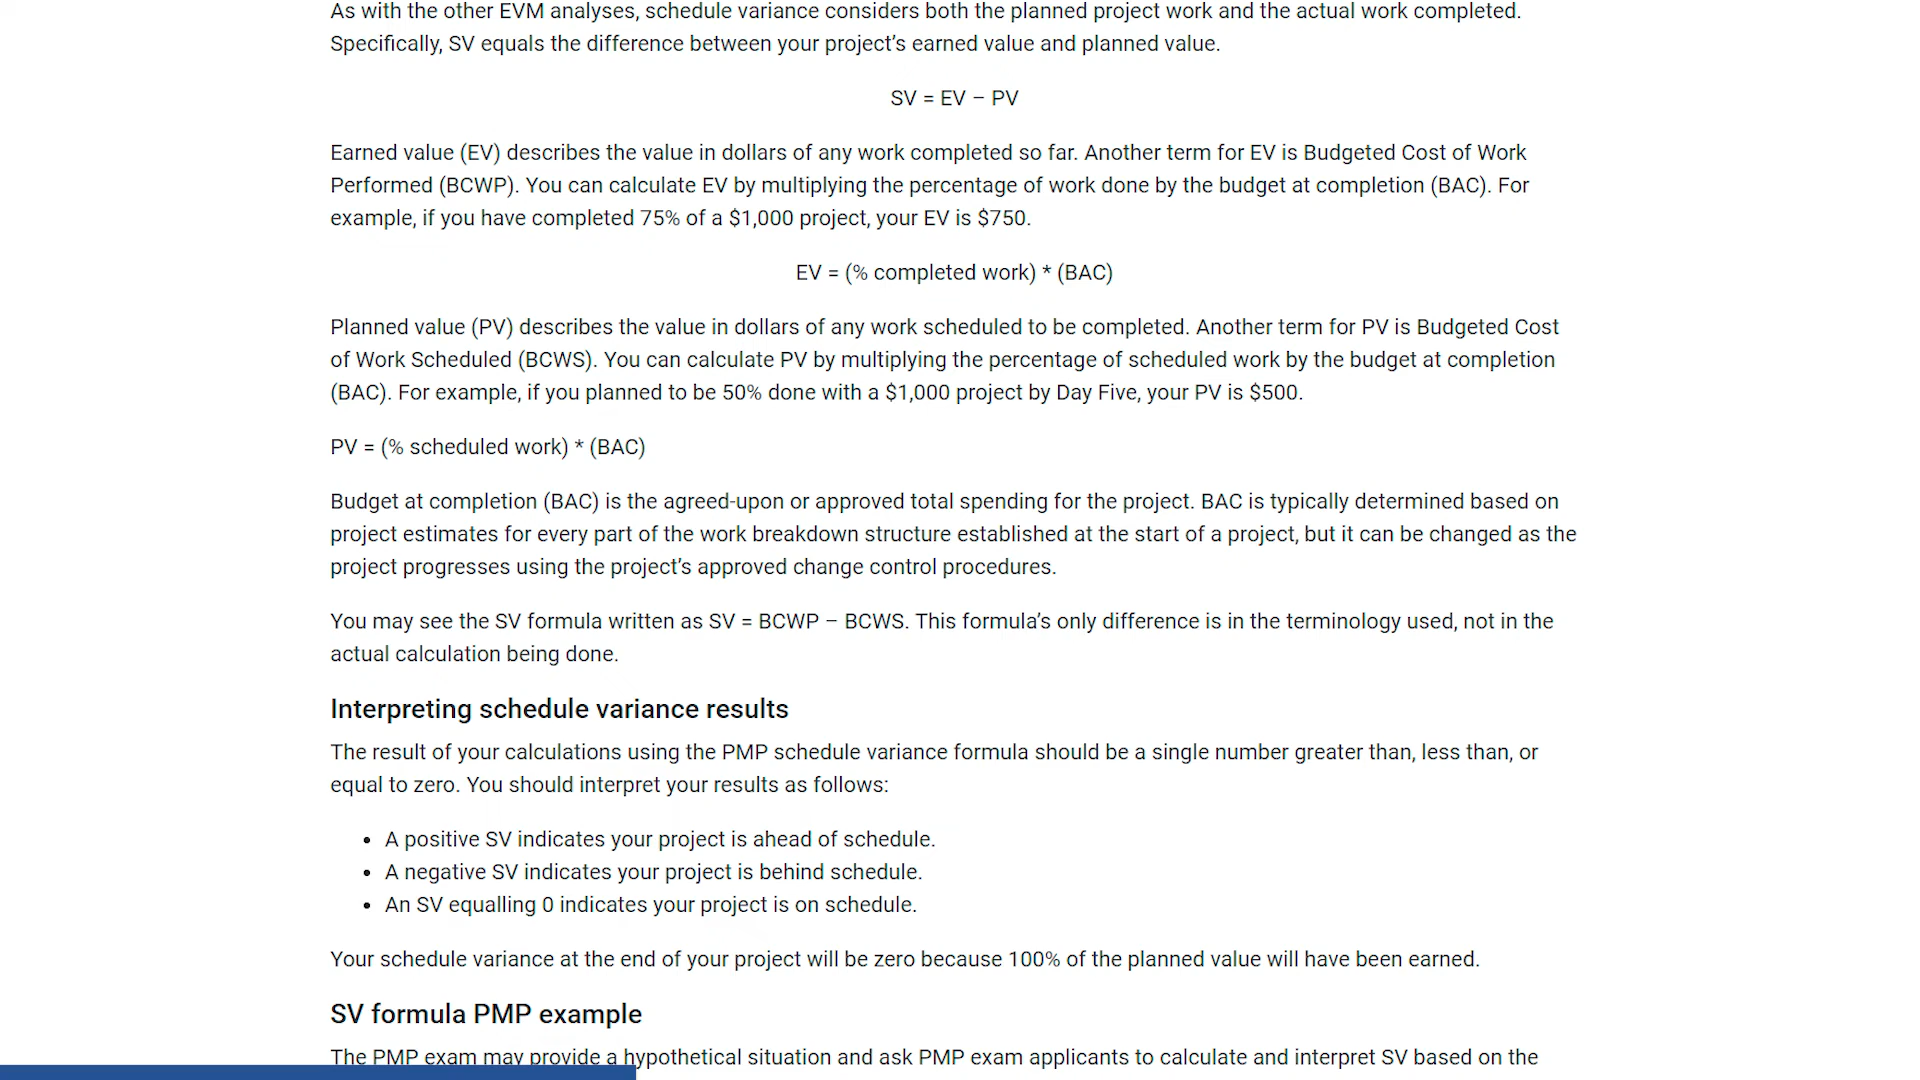 As with the other EVM analyses, schedule variance considers both the planned project work and the actual work completed.
Specifically, SV equals the difference between your project’s earned value and planned value.
SV = EV – PV
Earned value (EV) describes the value in dollars of any work completed so far. Another term for EV is Budgeted Cost of Work
Performed (BCWP). You can calculate EV by multiplying the percentage of work done by the budget at completion (BAC). For
example, if you have completed 75% of a $1,000 project, your EV is $750.
EV = (% completed work) * (BAC)
Planned value (PV) describes the value in dollars of any work scheduled to be completed. Another term for PV is Budgeted Cost
of Work Scheduled (BCWS). You can calculate PV by multiplying the percentage of scheduled work by the budget at completion
(BAC). For example, if you planned to be 50% done with a $1,000 project by Day Five, your PV is $500.
PV = (% scheduled work) * (BAC)
Budget at completion (BAC) is the agreed-upon or approved total spending for the project. BAC is typically determined based on
project estimates for every part of the work breakdown structure established at the start of a project, but it can be changed as the
project progresses using the project’s approved change control procedures.
You may see the SV formula written as SV = BCWP – BCWS. This formula’s only difference is in the terminology used, not in the
actual calculation being done.
Interpreting schedule variance results
The result of your calculations using the PMP schedule variance formula should be a single number greater than, less than, or
equal to zero. You should interpret your results as follows:
• A positive SV indicates your project is ahead of schedule.
• A negative SV indicates your project is behind schedule.
• An SV equalling 0 indicates your project is on schedule.
Your schedule variance at the end of your project will be zero because 100% of the planned value will have been earned.
SV formula PMP example
The PMP exam may provide a hypothetical situation and ask PMP exam applicants to calculate and interpret SV based on the